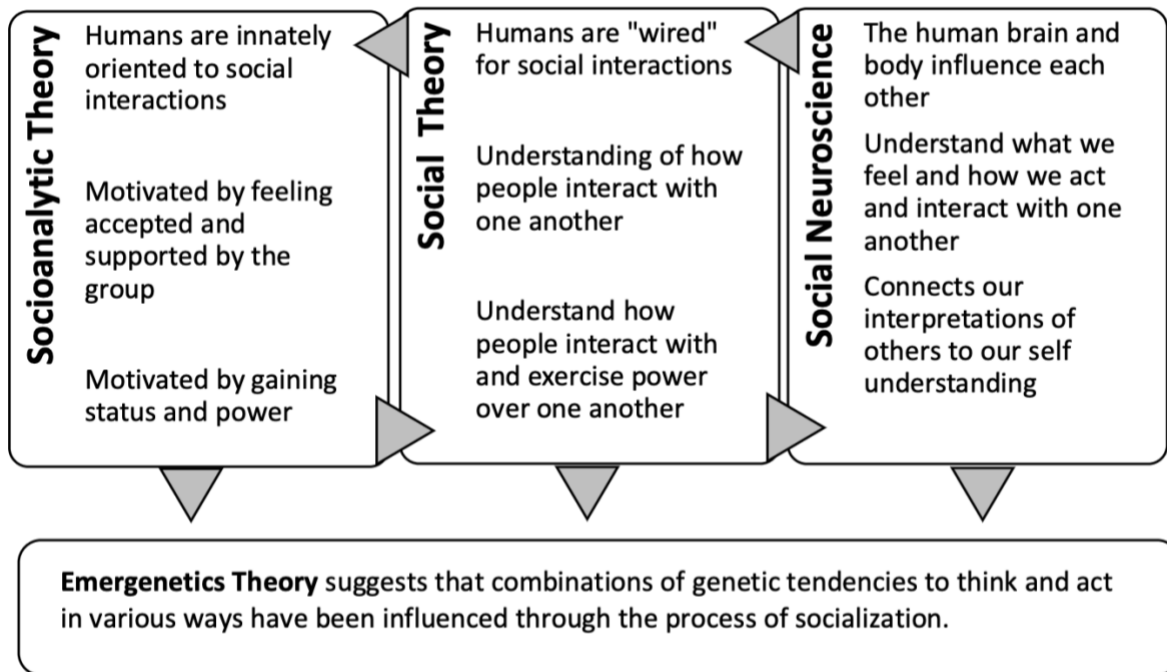 Socioanalytic Theory
Humans are innately
oriented to social
interactions
Motivated by feeling
accepted and
supported by the
group
Motivated by gaining
status and power
Social Theory
Humans are "wired"
for social interactions
Understanding of how
people interact with
one another
Understand how
people interact with
and exercise power
over one another
Social Neuroscience
The human brain and
body influence each
other
Understand what we
feel and how we act
and interact with one
another
Connects our
interpretations of
others to our self
understanding
Emergenetics Theory suggests that combinations of genetic tendencies to think and act
in various ways have been influenced through the process of socialization.